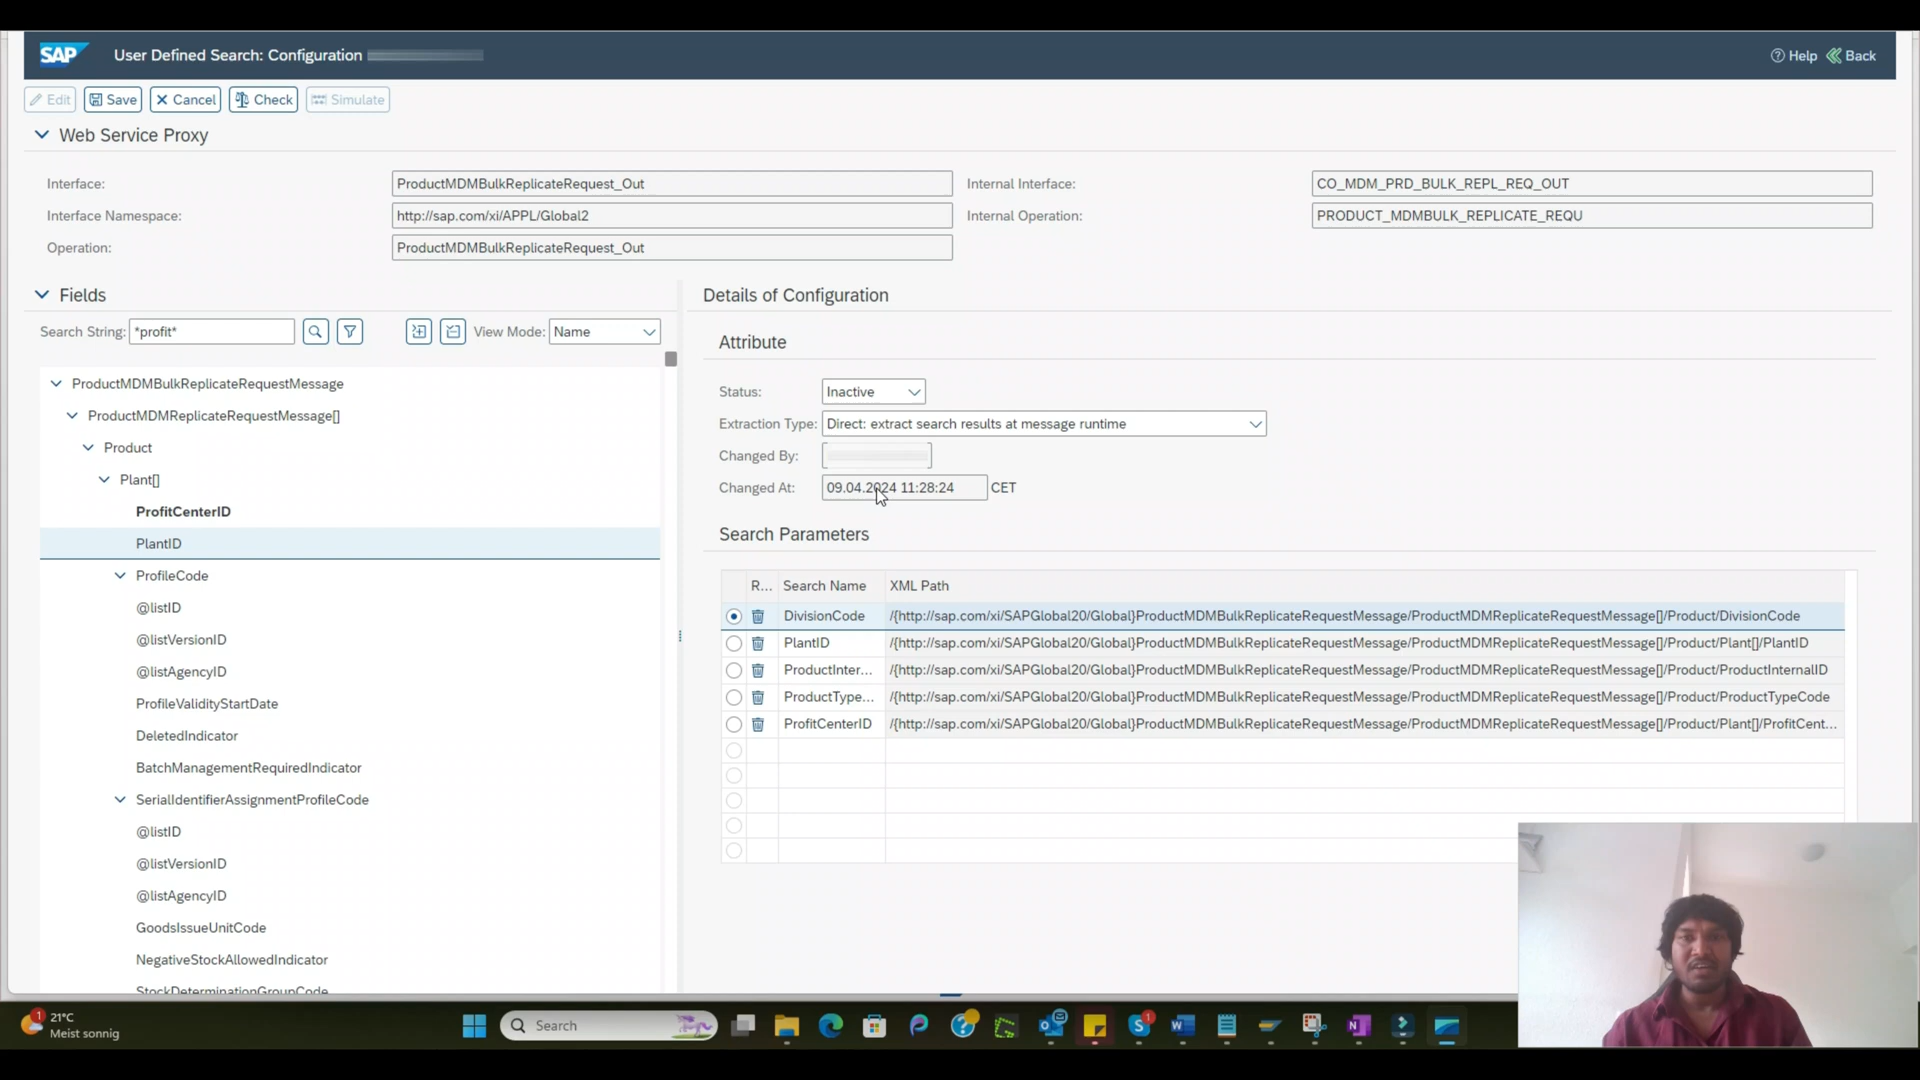 SAP User Defined Search: Configuration Help Back
Edit Save Cancel Check Simulate
Web Service Proxy
Interface: ProductMDMBulkReplicateRequest_Out Internal Interface: CO_MDM_PRD_BULK_REPL_REQ_OUT
Interface Namespace: http://sap.com/xi/APPL/Global2 Internal Operation: PRODUCT_MDMBULK_REPLICATE_REQU
Operation: ProductMDMBulkReplicateRequest_Out
Fields
Search String: *profit* View Mode: Name
ProductMDMBulkReplicateRequestMessage
ProductMDMReplicateRequestMessage[]
Product
Plant[]
ProfitCenterID
PlantID
ProfileCode
@listID
@listVersionID
@listAgencyID
ProfileValidityStartDate
DeletedIndicator
BatchManagementRequiredIndicator
SerialIdentifierAssignmentProfileCode
@listID
@listVersionID
@listAgencyID
GoodsIssueUnitCode
NegativeStockAllowedIndicator
StockDeterminationGroupCode
Details of Configuration
Attribute
Status: Inactive
Extraction Type: Direct: extract search results at message runtime
Changed By:
Changed At: 09.04.2024 11:28:24 CET
Search Parameters
R... Search Name XML Path
DivisionCode /{http://sap.com/xi/SAPGlobal20/Global}ProductMDMBulkReplicateRequestMessage/ProductMDMReplicateRequestMessage[]/Product/DivisionCode
PlantID /{http://sap.com/xi/SAPGlobal20/Global}ProductMDMBulkReplicateRequestMessage/ProductMDMReplicateRequestMessage[]/Product/Plant[]/PlantID
ProductInter... /{http://sap.com/xi/SAPGlobal20/Global}ProductMDMBulkReplicateRequestMessage/ProductMDMReplicateRequestMessage[]/Product/ProductInternalID
ProductType... /{http://sap.com/xi/SAPGlobal20/Global}ProductMDMBulkReplicateRequestMessage/ProductMDMReplicateRequestMessage[]/Product/ProductTypeCode
ProfitCenterID /{http://sap.com/xi/SAPGlobal20/Global}ProductMDMBulkReplicateRequestMessage/ProductMDMReplicateRequestMessage[]/Product/Plant[]/ProfitCent...
1 21°C
Meist sonnig
Search
1